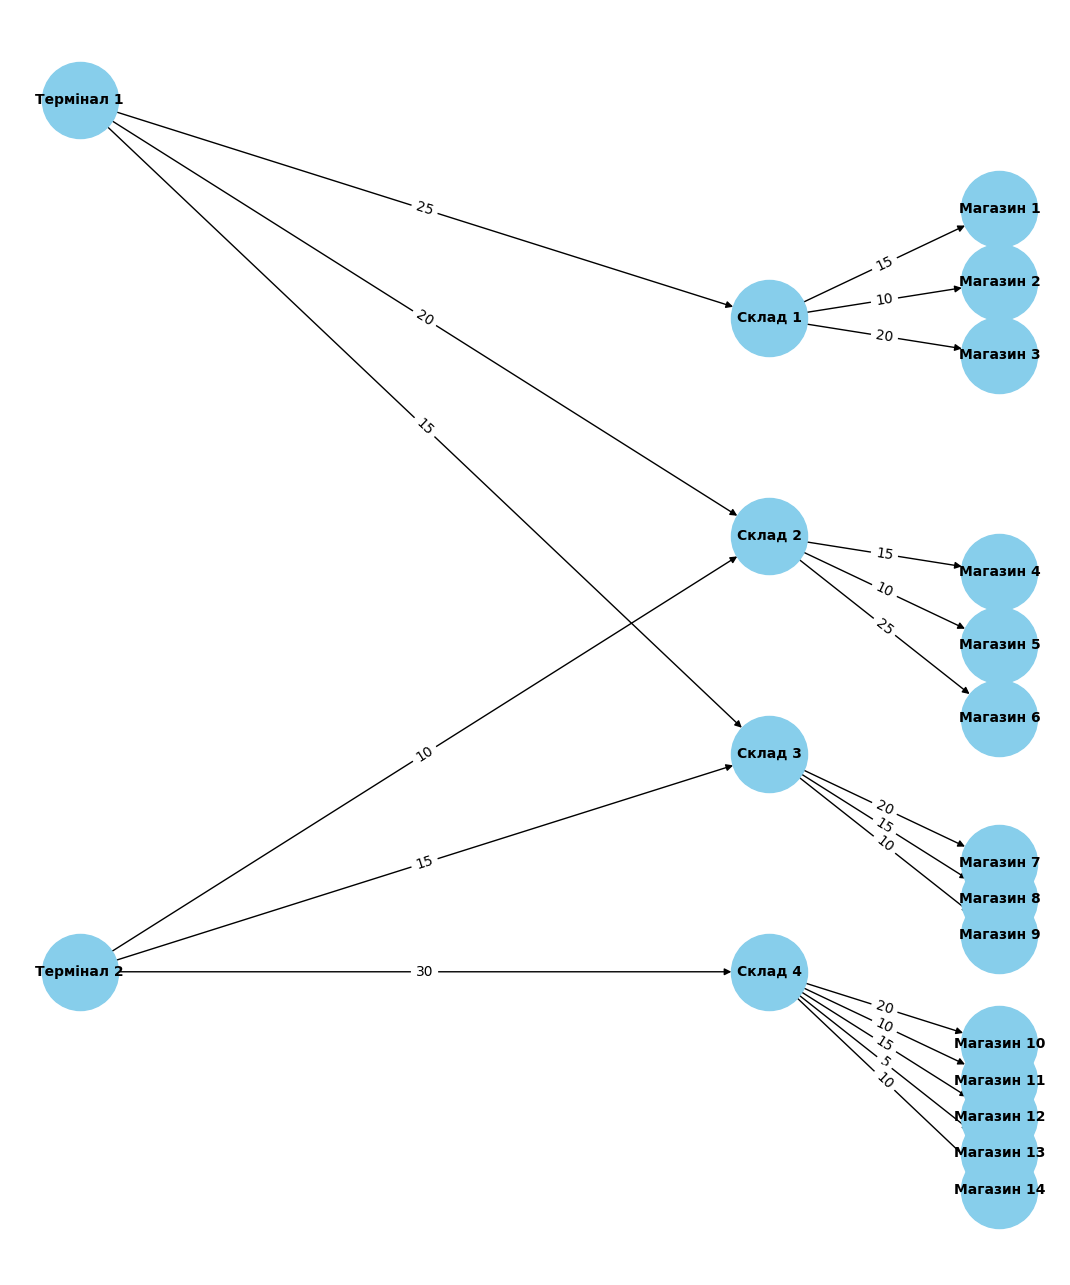 Термінал 1
Магазин 1
25
15
Магазин 2
10
Склад 1
20
20
Магазин 3
15
Склад 2
15
Магазин 4
10
25
Магазин 5
Магазин 6
10
Склад 3
20
15
10
15
Магазин 7
Магазин 8
Магазин 9
Термінал 2
30
Склад 4
20
10
15
5
10
Магазин 10
Магазин 11
Магазин 12
Магазин 13
Магазин 14